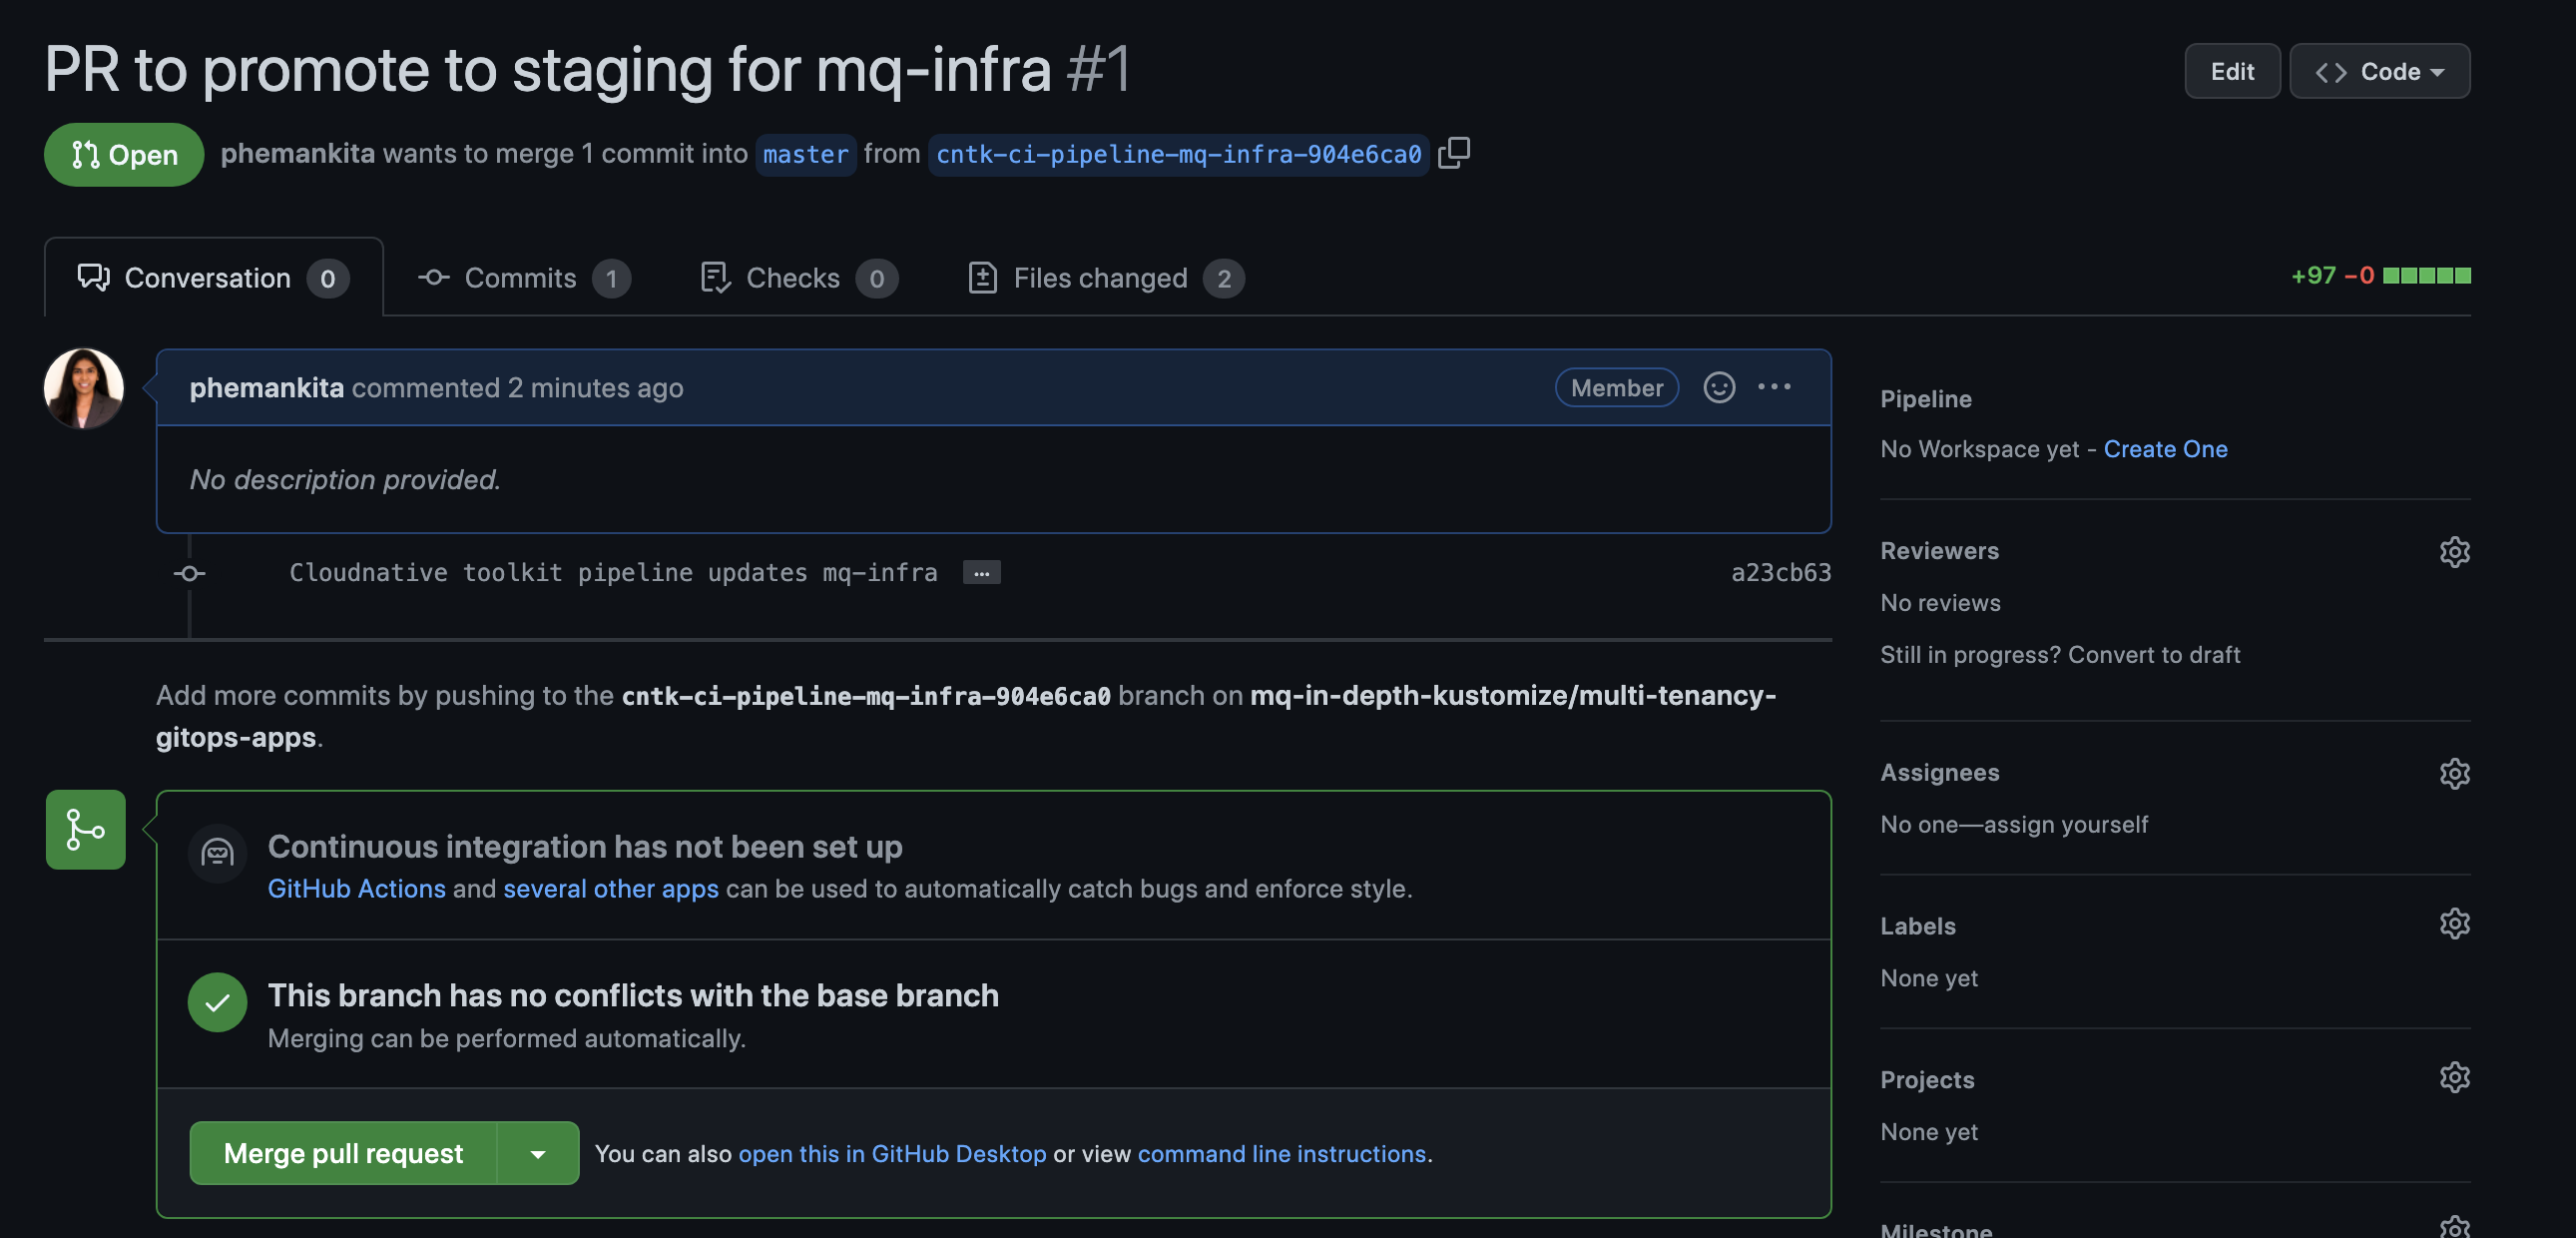 PR to promote to staging for mq-infra #1
Edit
<> Code
Open
phemankita wants to merge 1 commit into master from cntk-ci-pipeline-mq-infra-904e6ca0
Conversation 0
Commits 1
Checks 0
Files changed 2
+97 −0
phemankita commented 2 minutes ago
Member
No description provided.
Cloudnative toolkit pipeline updates mq-infra ...
a23cb63
Add more commits by pushing to the cntk-ci-pipeline-mq-infra-904e6ca0 branch on mq-in-depth-kustomize/multi-tenancy-
gitops-apps.
Continuous integration has not been set up
GitHub Actions and several other apps can be used to automatically catch bugs and enforce style.
This branch has no conflicts with the base branch
Merging can be performed automatically.
Merge pull request
You can also open this in GitHub Desktop or view command line instructions.
Pipeline
No Workspace yet - Create One
Reviewers
No reviews
Still in progress? Convert to draft
Assignees
No one—assign yourself
Labels
None yet
Projects
None yet
Milestone